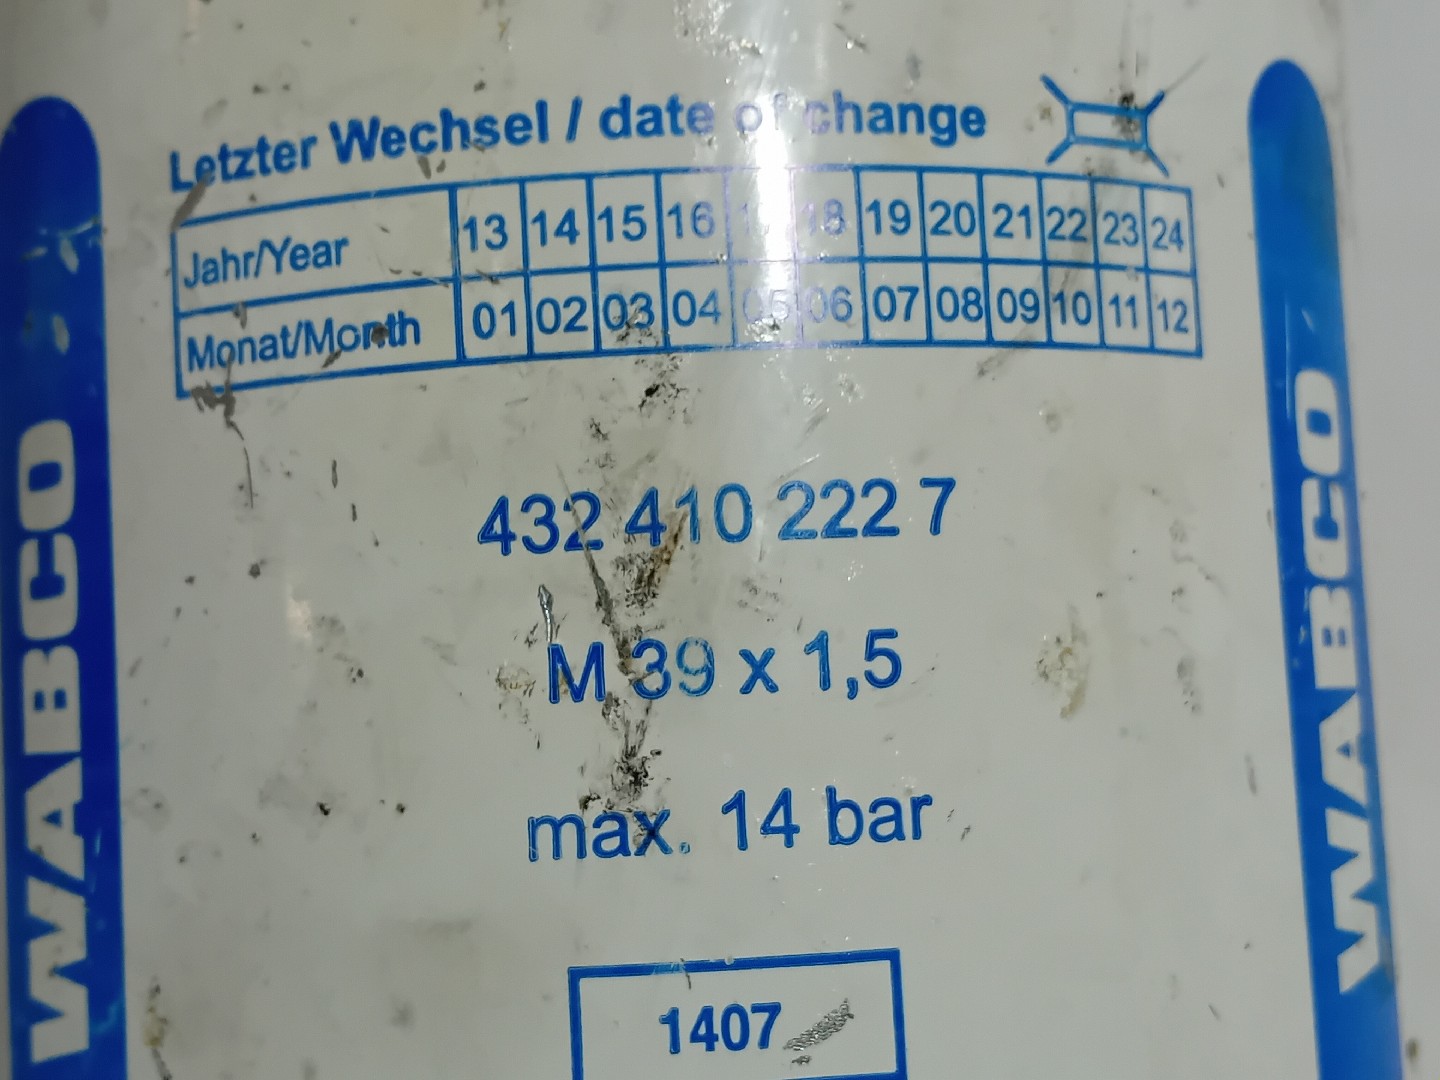 Letzter Wechsel / date of change
Jahr/Year 13 14 15 16 17 18 19 20 21 22 23 24
Monat/Month 01 02 03 04 05 06 07 08 09 10 11 12
WABCO
432 410 222 7
M 39 x 1,5
max. 14 bar
1407
WABCO